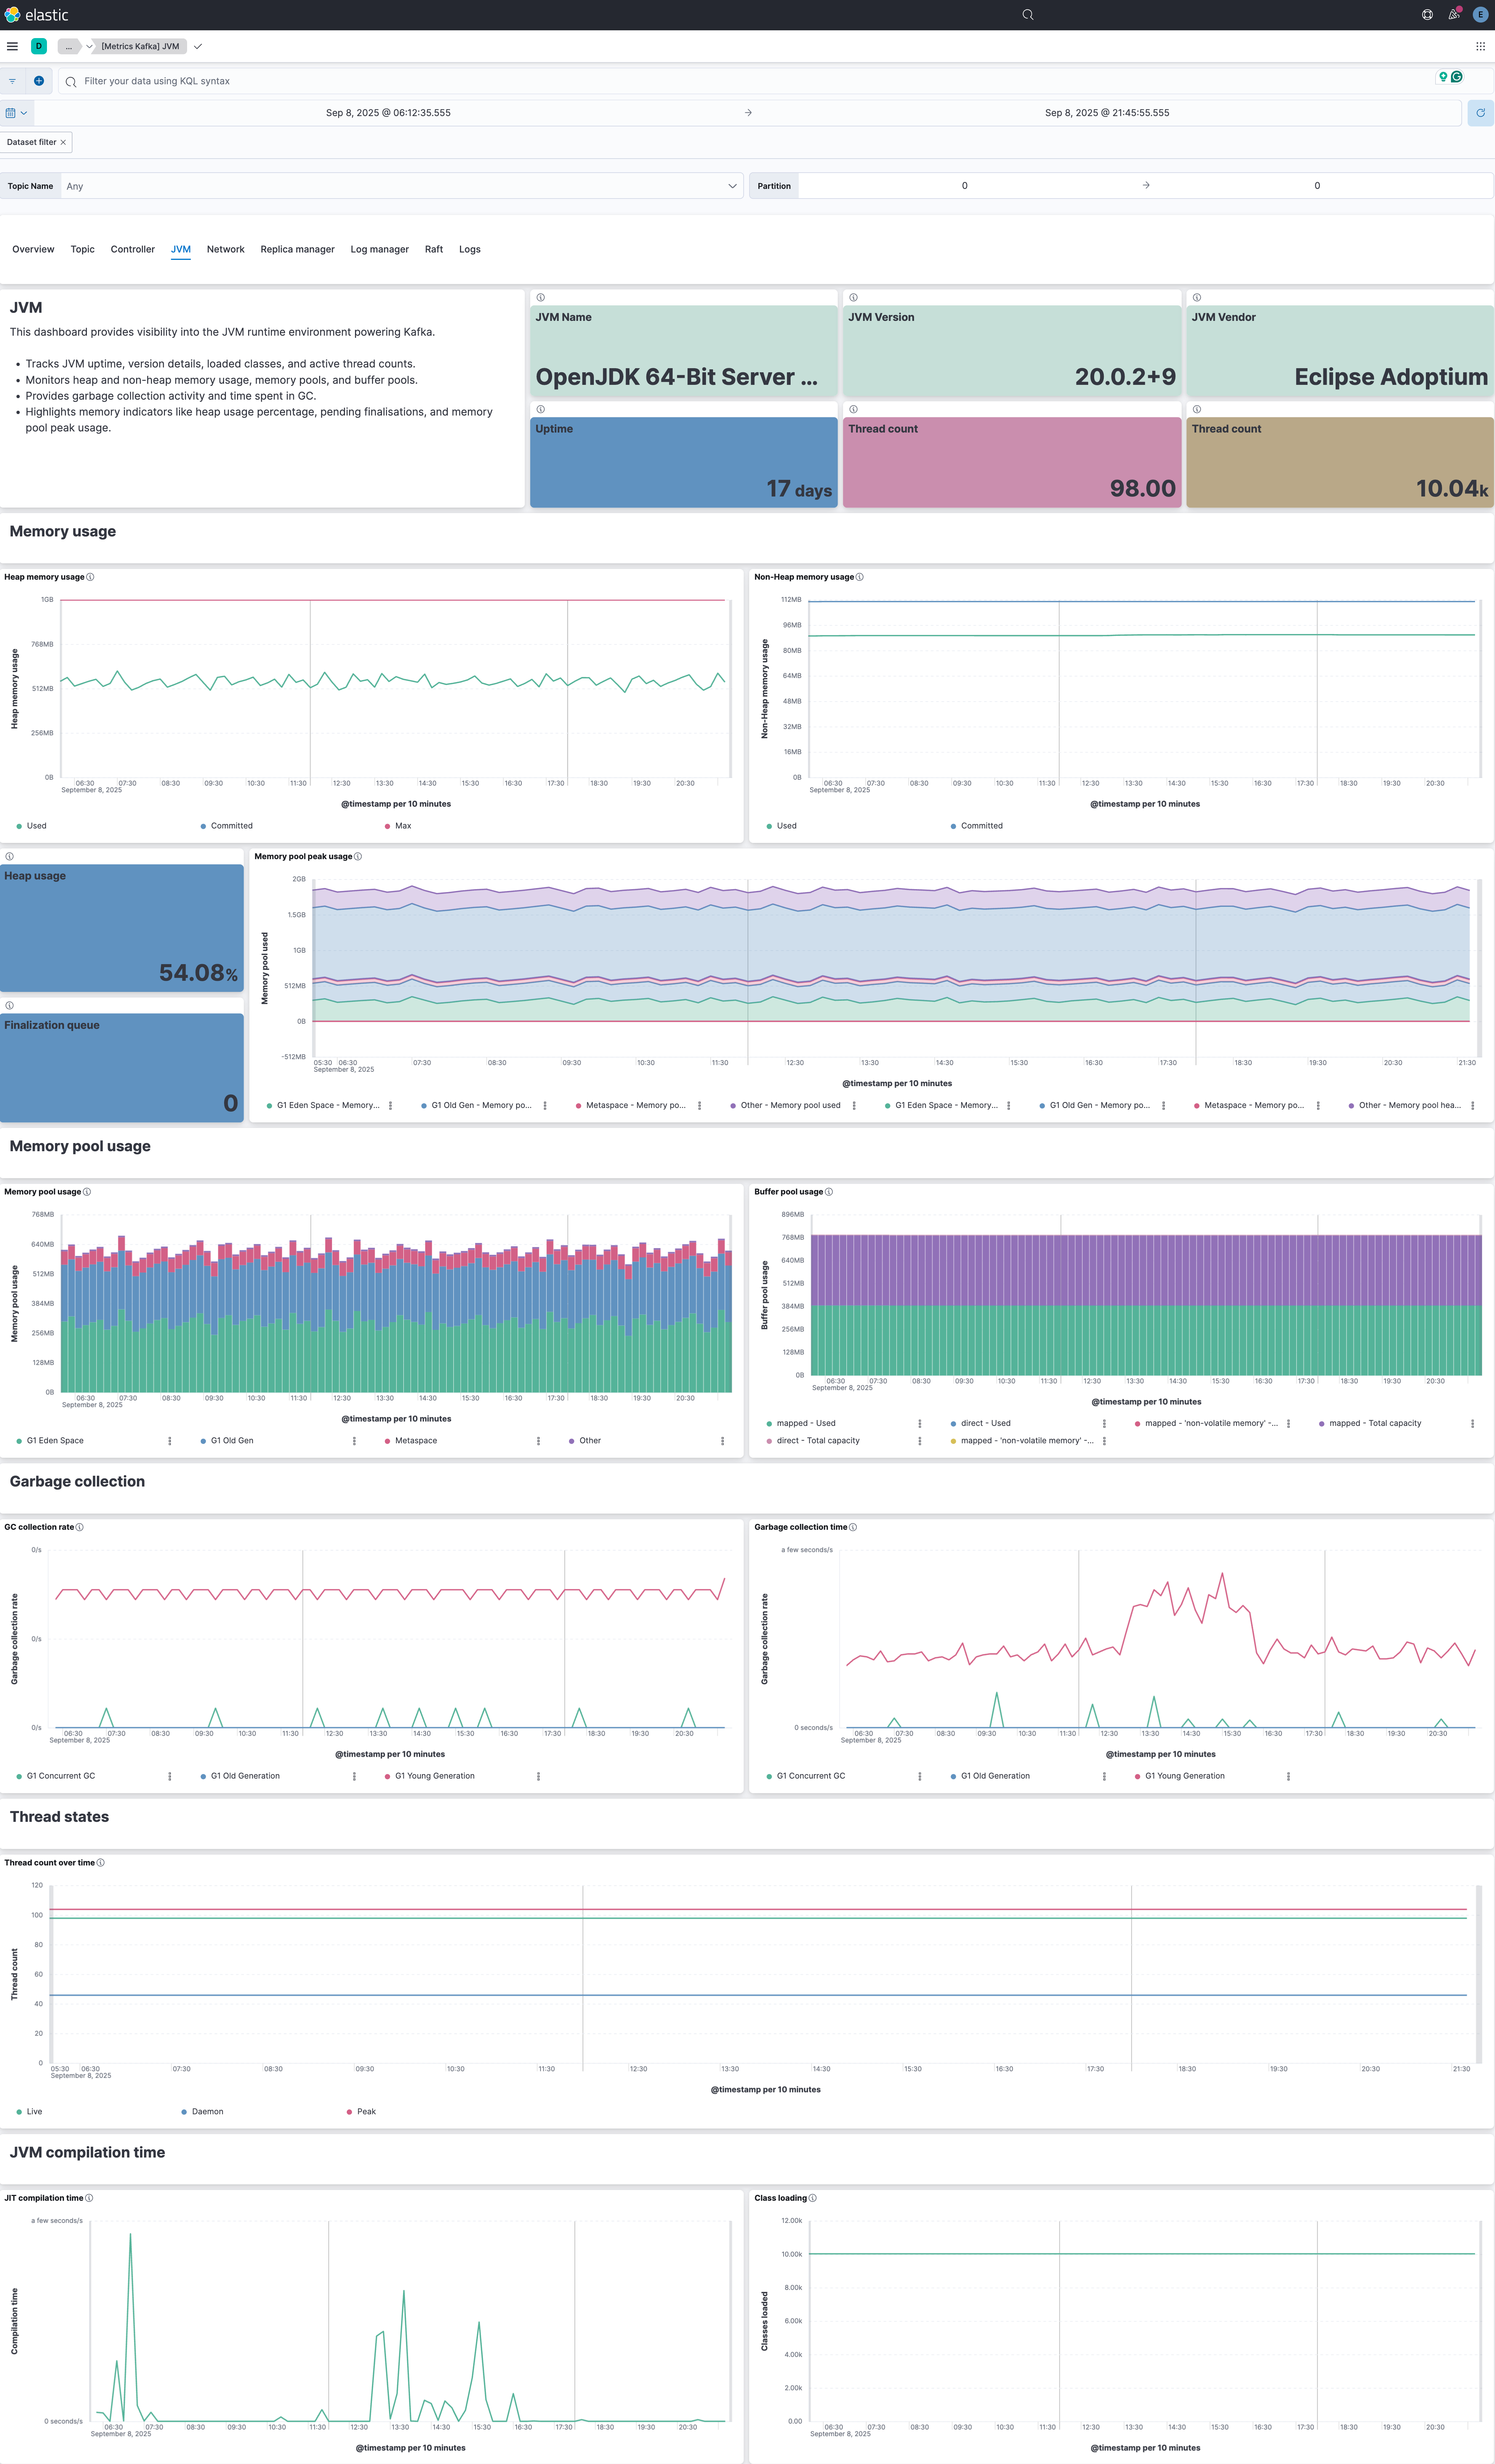 elastic
E
D
...
[Metrics Kafka] JVM
Filter your data using KQL syntax
Sep 8, 2025 @ 06:12:35.555
Sep 8, 2025 @ 21:45:55.555
Dataset filter
Topic Name
Any
Partition
0
0
Overview Topic Controller JVM Network Replica manager Log manager Raft Logs
JVM
This dashboard provides visibility into the JVM runtime environment powering Kafka.
Tracks JVM uptime, version details, loaded classes, and active thread counts.
Monitors heap and non-heap memory usage, memory pools, and buffer pools.
Provides garbage collection activity and time spent in GC.
Highlights memory indicators like heap usage percentage, pending finalisations, and memory
pool peak usage.
JVM Name
OpenJDK 64-Bit Server ...
JVM Version
20.0.2+9
JVM Vendor
Eclipse Adoptium
Uptime
17 days
Thread count
98.00
Thread count
10.04k
Memory usage
Heap memory usage
Heap memory usage
1GB
768MB
512MB
256MB
0B
06:30 07:30 08:30 09:30 10:30 11:30 12:30 13:30 14:30 15:30 16:30 17:30 18:30 19:30 20:30
September 8, 2025
@timestamp per 10 minutes
Used Committed Max
Non-Heap memory usage
Non-Heap memory usage
112MB
96MB
80MB
64MB
48MB
32MB
16MB
0B
06:30 07:30 08:30 09:30 10:30 11:30 12:30 13:30 14:30 15:30 16:30 17:30 18:30 19:30 20:30
September 8, 2025
@timestamp per 10 minutes
Used Committed
Heap usage
54.08%
Finalization queue
0
Memory pool peak usage
Memory pool used
2GB
1.5GB
1GB
512MB
0B
-512MB
05:30 06:30 07:30 08:30 09:30 10:30 11:30 12:30 13:30 14:30 15:30 16:30 17:30 18:30 19:30 20:30 21:30
September 8, 2025
@timestamp per 10 minutes
G1 Eden Space - Memory... G1 Old Gen - Memory po... Metaspace - Memory po... Other - Memory pool used G1 Eden Space - Memory... G1 Old Gen - Memory po... Metaspace - Memory po... Other - Memory pool hea...
Memory pool usage
Memory pool usage
Memory pool usage
768MB
640MB
512MB
384MB
256MB
128MB
0B
06:30 07:30 08:30 09:30 10:30 11:30 12:30 13:30 14:30 15:30 16:30 17:30 18:30 19:30 20:30
September 8, 2025
@timestamp per 10 minutes
G1 Eden Space G1 Old Gen Metaspace Other
Buffer pool usage
Buffer pool usage
896MB
768MB
640MB
512MB
384MB
256MB
128MB
0B
06:30 07:30 08:30 09:30 10:30 11:30 12:30 13:30 14:30 15:30 16:30 17:30 18:30 19:30 20:30
September 8, 2025
@timestamp per 10 minutes
mapped - Used direct - Used mapped - 'non-volatile memory' -... mapped - Total capacity
direct - Total capacity mapped - 'non-volatile memory' -...
Garbage collection
GC collection rate
Garbage collection rate
0/s
0/s
0/s
06:30 07:30 08:30 09:30 10:30 11:30 12:30 13:30 14:30 15:30 16:30 17:30 18:30 19:30 20:30
September 8, 2025
@timestamp per 10 minutes
G1 Concurrent GC G1 Old Generation G1 Young Generation
Garbage collection time
Garbage collection rate
a few seconds/s
0 seconds/s
06:30 07:30 08:30 09:30 10:30 11:30 12:30 13:30 14:30 15:30 16:30 17:30 18:30 19:30 20:30
September 8, 2025
@timestamp per 10 minutes
G1 Concurrent GC G1 Old Generation G1 Young Generation
Thread states
Thread count over time
Thread count
120
100
80
60
40
20
0
05:30 06:30 07:30 08:30 09:30 10:30 11:30 12:30 13:30 14:30 15:30 16:30 17:30 18:30 19:30 20:30 21:30
September 8, 2025
@timestamp per 10 minutes
Live Daemon Peak
JVM compilation time
JIT compilation time
Compilation time
a few seconds/s
0 seconds/s
06:30 07:30 08:30 09:30 10:30 11:30 12:30 13:30 14:30 15:30 16:30 17:30 18:30 19:30 20:30
September 8, 2025
@timestamp per 10 minutes
Class loading
Classes loaded
12.00k
10.00k
8.00k
6.00k
4.00k
2.00k
0.00
06:30 07:30 08:30 09:30 10:30 11:30 12:30 13:30 14:30 15:30 16:30 17:30 18:30 19:30 20:30
September 8, 2025
@timestamp per 10 minutes